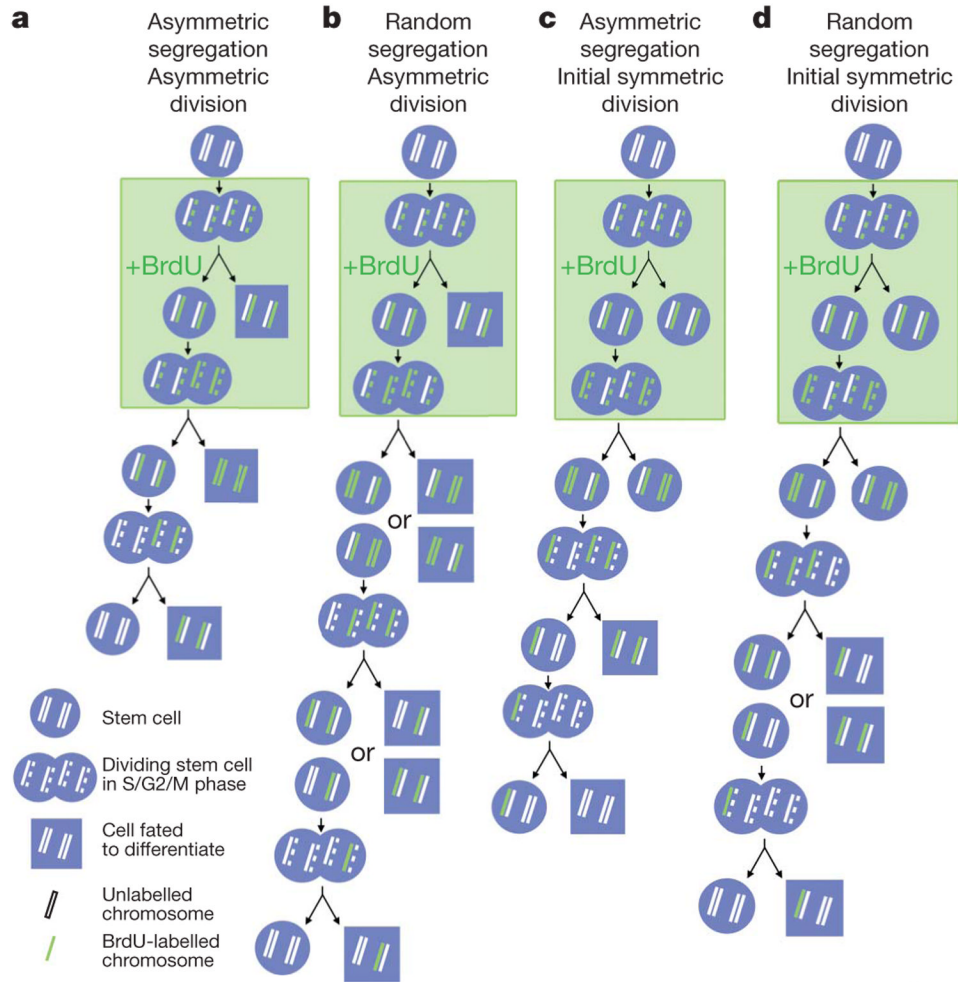 a
Asymmetric
segregation
Asymmetric
division
b
Random
segregation
Asymmetric
division
c
Asymmetric
segregation
Initial symmetric
division
d
Random
segregation
Initial symmetric
division
+BrdU
+BrdU
+BrdU
+BrdU
or
or
or
Stem cell
Dividing stem cell
in S/G2/M phase
Cell fated
to differentiate
Unlabelled
chromosome
BrdU-labelled
chromosome